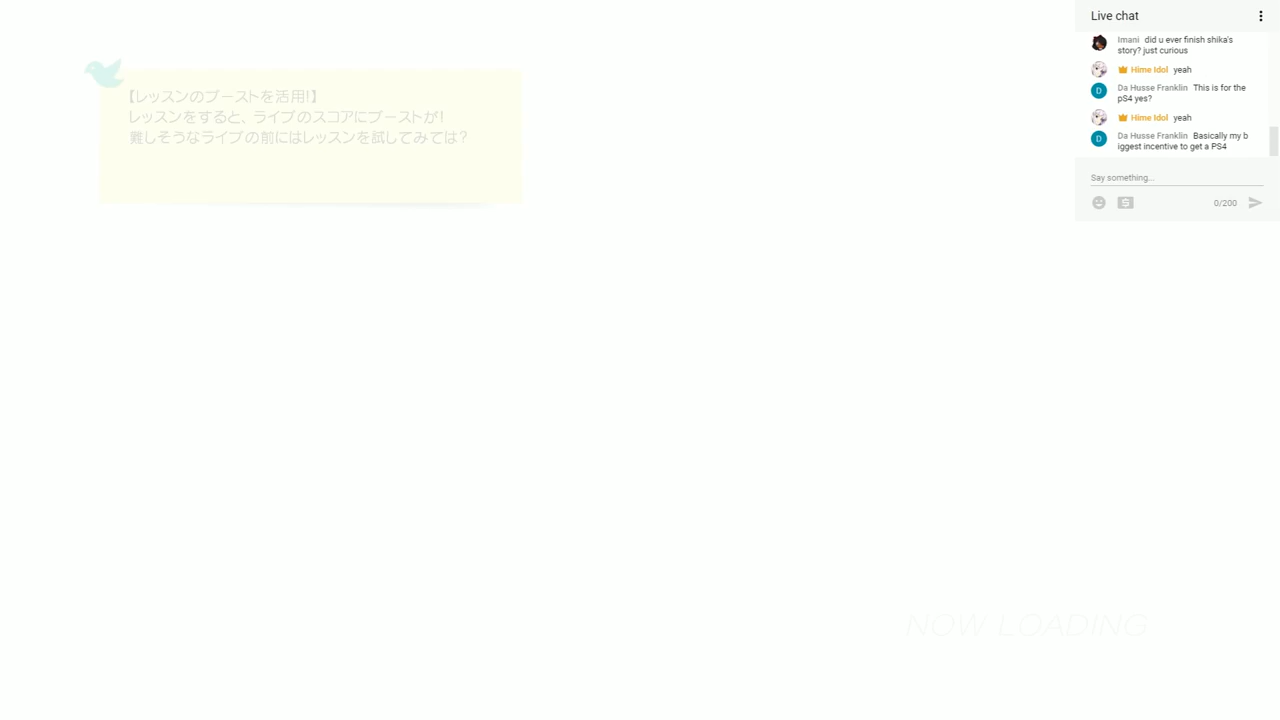 【レッスンのブーストを活用!】
レッスンをすると、ライブのスコアにブーストが!
難しそうなライブの前にはレッスンを試してみては?
NOW LOADING
Live chat
Imani did u ever finish shika's
story? just curious
Hime Idol yeah
D Da Husse Franklin This is for the
pS4 yes?
Hime Idol yeah
D Da Husse Franklin Basically my b
iggest incentive to get a PS4
Say something...
0/200